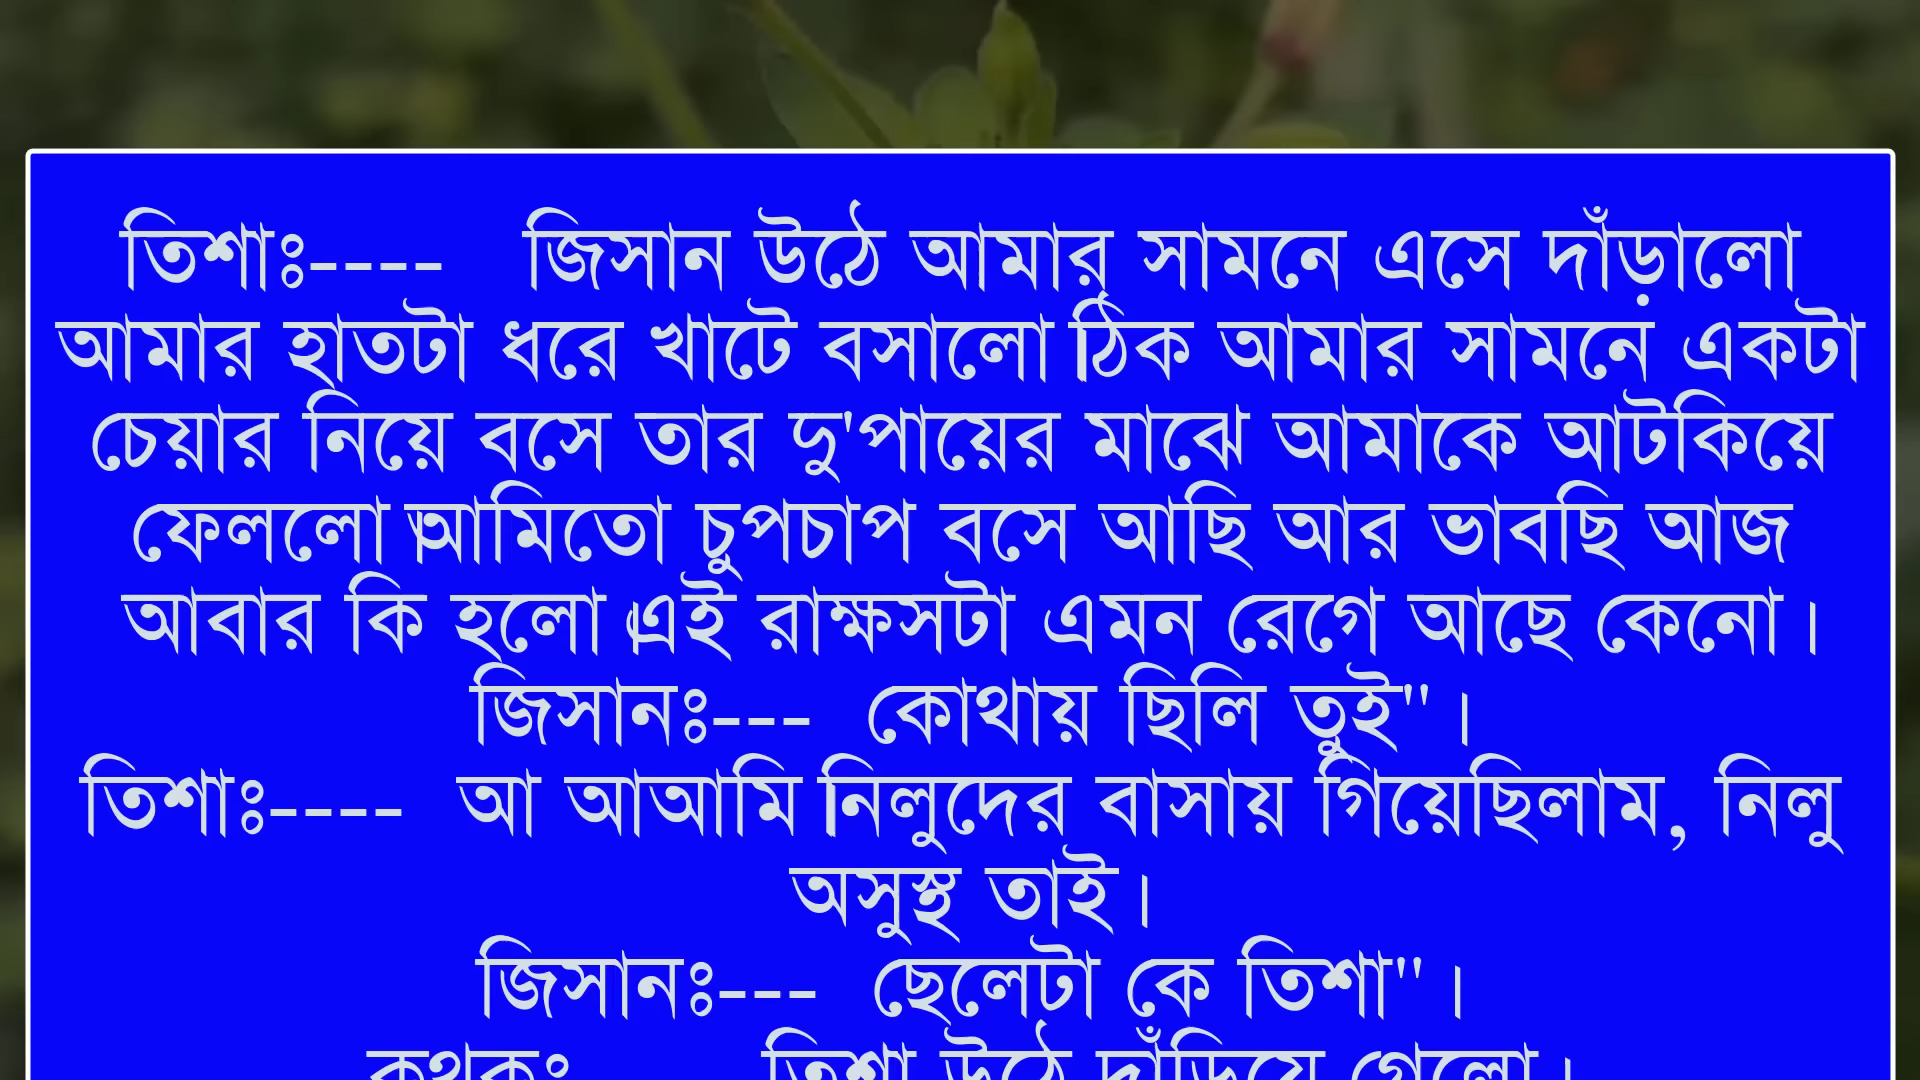 তিশাঃ---- জিসান উঠে আমার সামনে এসে দাঁড়ালো
আমার হাতটা ধরে খাটে বসালো।ঠিক আমার সামনে একটা
চেয়ার নিয়ে বসে তার দু'পায়ের মাঝে আমাকে আটকিয়ে
ফেললো।আমিতো চুপচাপ বসে আছি আর ভাবছি আজ
আবার কি হলো।এই রাক্ষসটা এমন রেগে আছে কেনো।
জিসানঃ--- কোথায় ছিলি তুই"।
তিশাঃ---- আ আআমি।নিলুদের বাসায় গিয়েছিলাম, নিলু
অসুস্থ তাই।
জিসানঃ--- ছেলেটা কে তিশা"।
কথকঃ তিশা উঠে দাঁড়িয়ে গেলো।